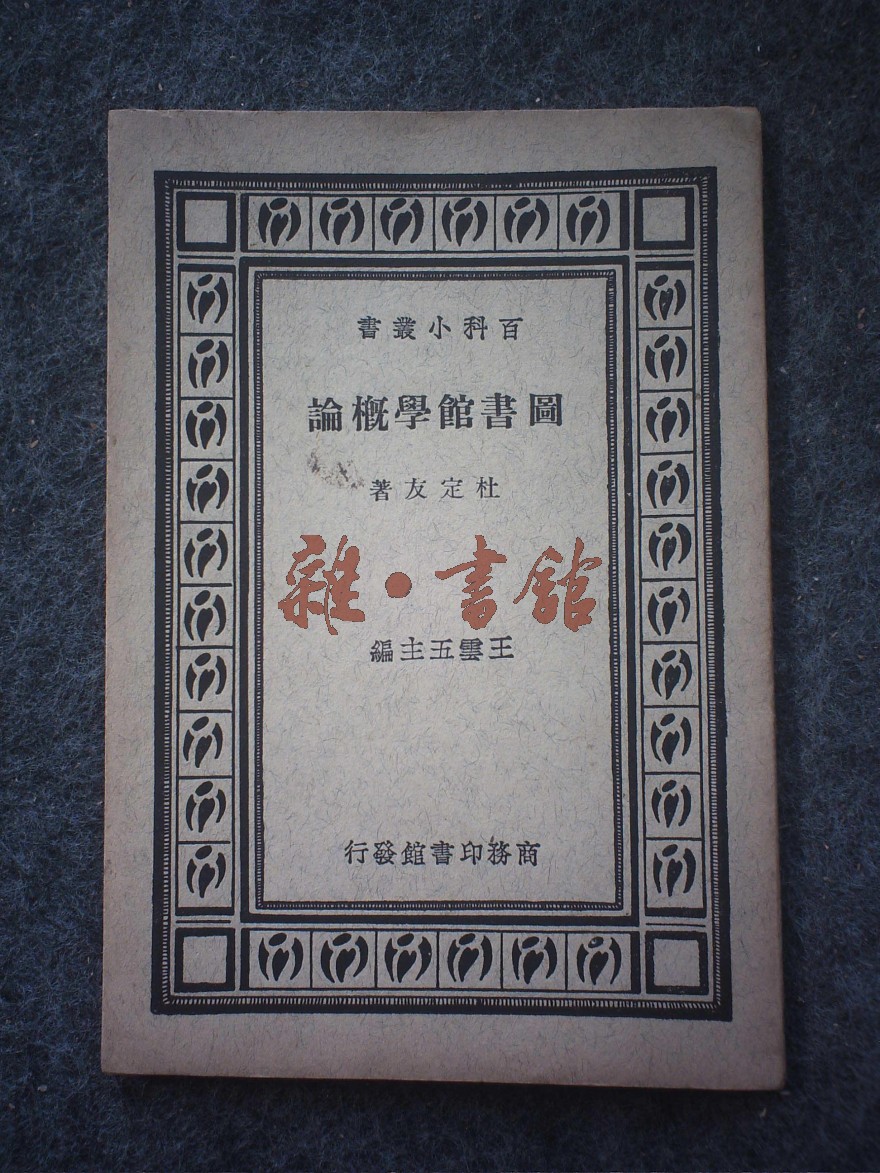 百科小叢書
圖書館學概論
杜定友著
雜·書館
王雲五主編
商務印書館發行